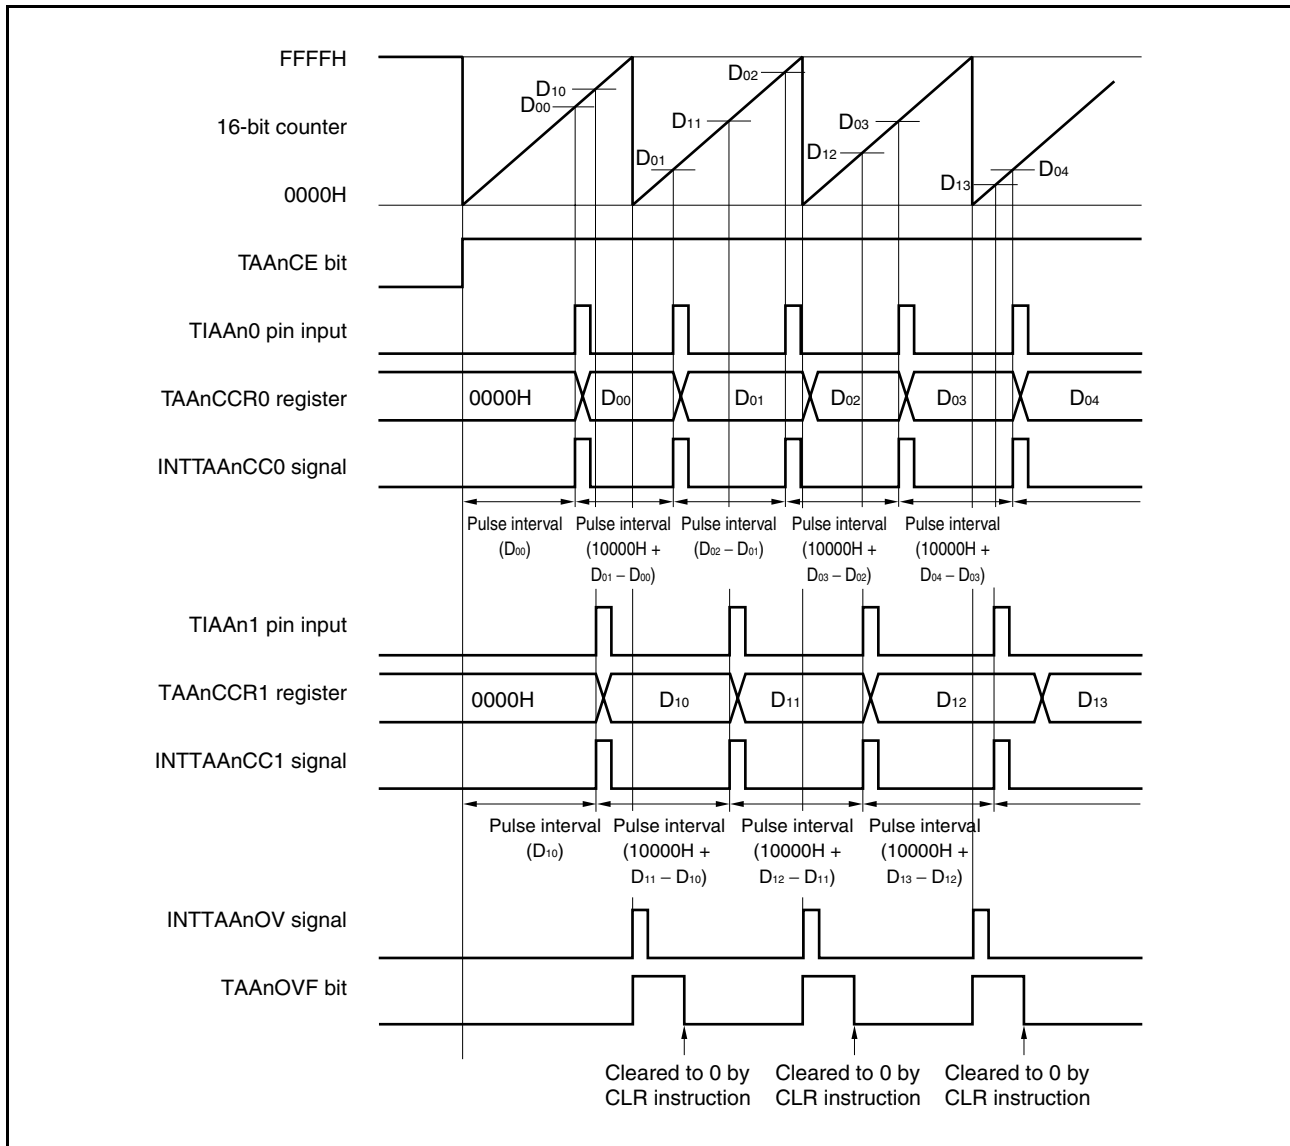 FFFFH
D10
D00
D02
16-bit counter
D11
D03
D12
D01
D04
D13
0000H
TAAnCE bit
TIAAn0 pin input
TAAnCCR0 register
0000H
D00
D01
D02
D03
D04
INTTAAnCC0 signal
Pulse interval
(D00)
Pulse interval
(10000H +
D01 – D00)
Pulse interval
(D02 – D01)
Pulse interval
(10000H +
D03 – D02)
Pulse interval
(10000H +
D04 – D03)
TIAAn1 pin input
TAAnCCR1 register
0000H
D10
D11
D12
D13
INTTAAnCC1 signal
Pulse interval
(D10)
Pulse interval
(10000H +
D11 – D10)
Pulse interval
(10000H +
D12 – D11)
Pulse interval
(10000H +
D13 – D12)
INTTAAnOV signal
TAAnOVF bit
Cleared to 0 by
CLR instruction
Cleared to 0 by
CLR instruction
Cleared to 0 by
CLR instruction